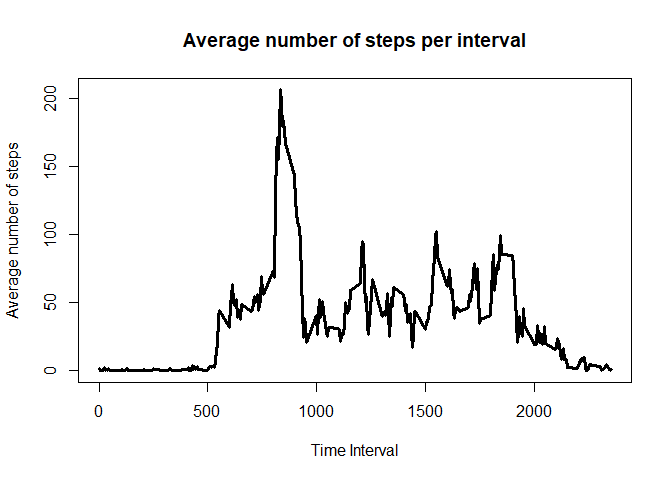 Average number of steps per interval
Average number of steps
200
150
100
50
0
0 500 1000 1500 2000
Time Interval